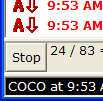 A 9:53 AM
A 9:53 AM
Stop 24 / 83 =
COCO at 9:53 A